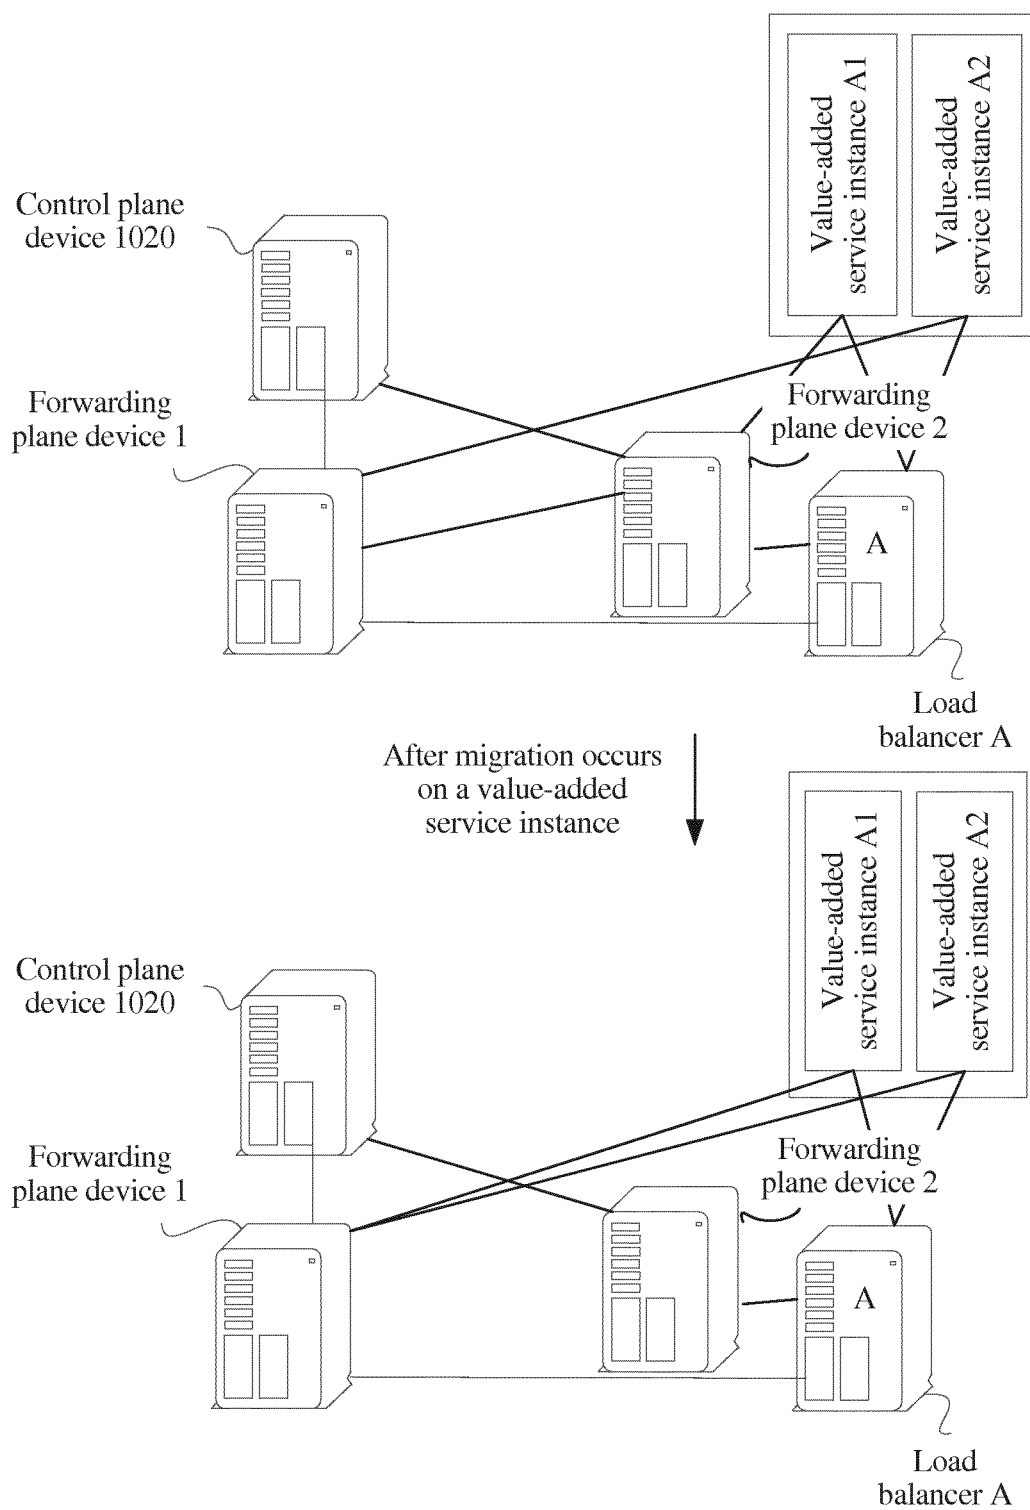 Value-added
service instance A1
Value-added
service instance A2
Control plane
device 1020
Forwarding
plane device 1
Forwarding
plane device 2
A
Load
balancer A
After migration occurs
on a value-added
service instance
Value-added
service instance A1
Value-added
service instance A2
Control plane
device 1020
Forwarding
plane device 1
Forwarding
plane device 2
A
Load
balancer A